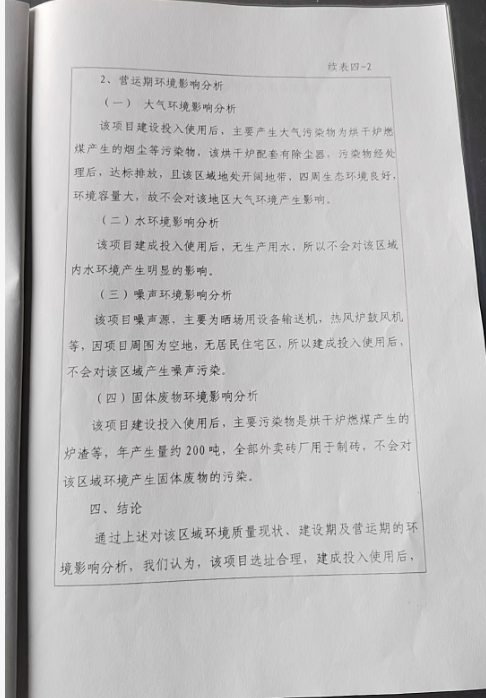 续表四-2
2、营运期环境影响分析
（一） 大气环境影响分析
该项目建设投入使用后，主要产生大气污染物为烘干炉燃
煤产生的烟尘等污染物，该烘干炉配套有除尘器，污染物经处
理后，达标排放，且该区域地处开阔地带，四周生态环境良好，
环境容量大，故不会对该地区大气环境产生影响。
（二）水环境影响分析
该项目建成投入使用后，无生产用水，所以不会对该区域
内水环境产生明显的影响。
（三）噪声环境影响分析
该项目噪声源，主要为晒场用设备输送机，热风炉鼓风机
等，因项目周围为空地，无居民住宅区，所以建成投入使用后，
不会对该区域产生噪声污染。
（四）固体废物环境影响分析
该项目建设投入使用后，主要污染物是烘干炉燃煤产生的
炉渣等，年产生量约 200 吨，全部外卖砖厂用于制砖，不会对
该区域环境产生固体废物的污染。
四、结论
通过上述对该区域环境质量现状、建设期及营运期的环
境影响分析，我们认为，该项目选址合理，建成投入使用后，